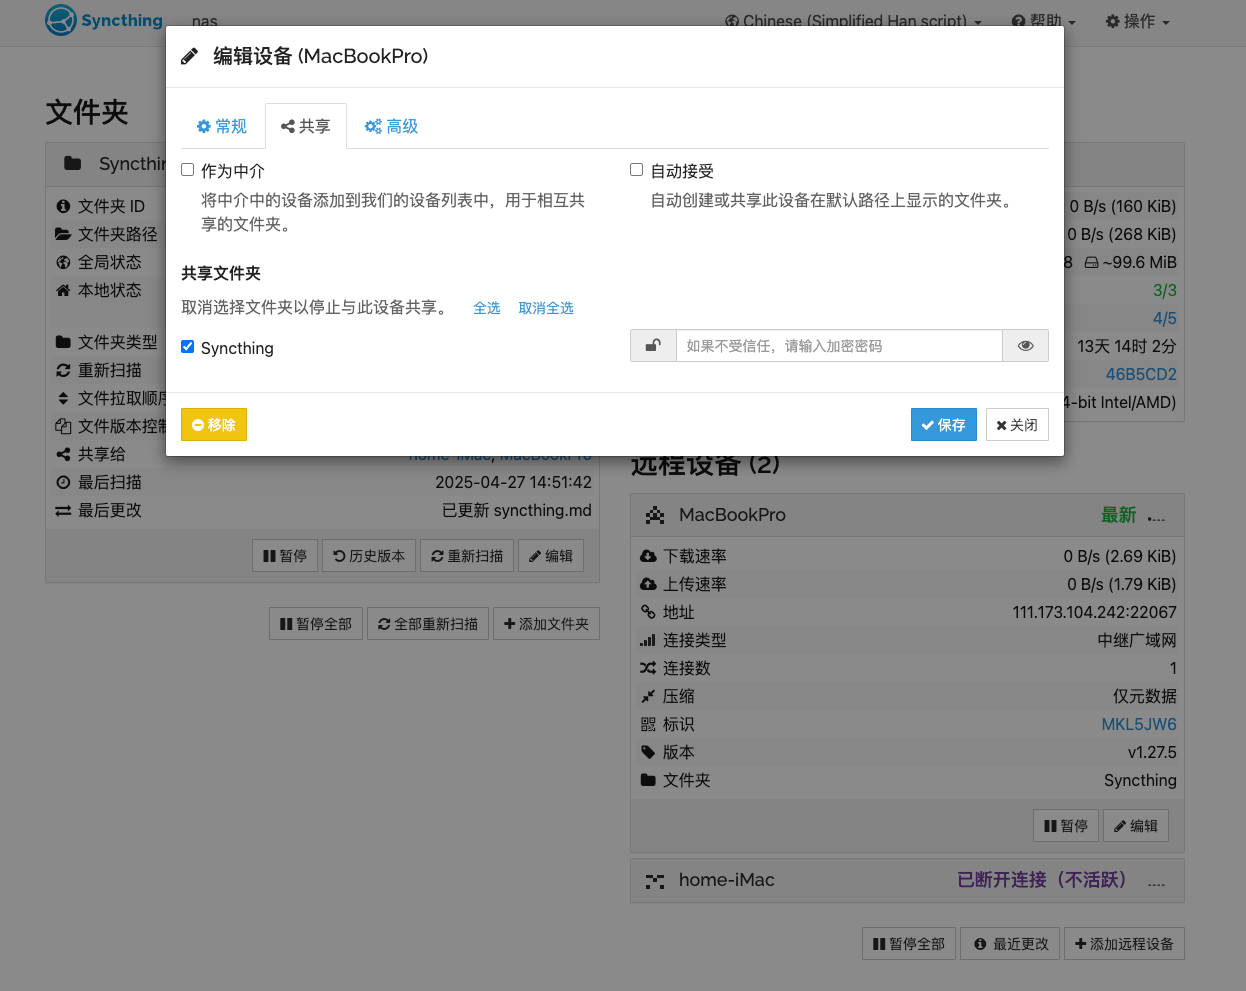 Syncthing
nas
Chinese (Simplified Han script)
帮助
操作
编辑设备 (MacBookPro)
常规
共享
高级
作为中介
将中介中的设备添加到我们的设备列表中，用于相互共
享的文件夹。
自动接受
自动创建或共享此设备在默认路径上显示的文件夹。
共享文件夹
取消选择文件夹以停止与此设备共享。 全选 取消全选
Syncthing
如果不受信任，请输入加密密码
移除
保存
关闭
文件夹
文件夹 ID
文件夹路径
全局状态
本地状态
文件夹类型
重新扫描
文件拉取顺序
文件版本控制
共享给
home-iMac, MacBookPro
最后扫描
2025-04-27 14:51:42
最后更改
已更新 syncthing.md
暂停
历史版本
重新扫描
编辑
暂停全部
全部重新扫描
添加文件夹
0 B/s (160 KiB)
0 B/s (268 KiB)
8 ~99.6 MiB
3/3
4/5
13天 14时 2分
46B5CD2
4-bit Intel/AMD)
远程设备 (2)
MacBookPro
最新
下载速率
0 B/s (2.69 KiB)
上传速率
0 B/s (1.79 KiB)
地址
111.173.104.242:22067
连接类型
中继广域网
连接数
1
压缩
仅元数据
标识
MKL5JW6
版本
v1.27.5
文件夹
Syncthing
暂停
编辑
home-iMac
已断开连接（不活跃）
暂停全部
最近更改
添加远程设备